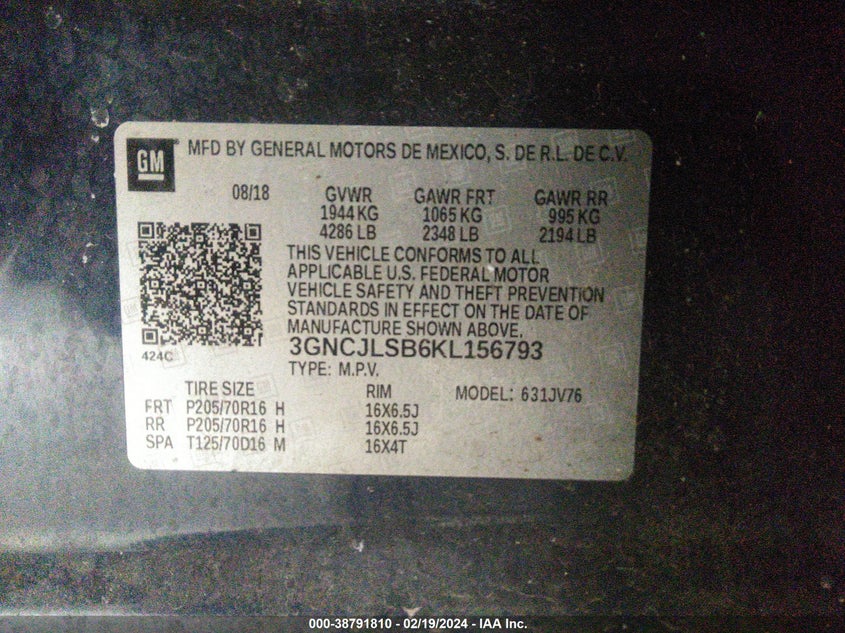 GM
MFD BY GENERAL MOTORS DE MEXICO, S. DE R.L. DE C.V.
08/18 GVWR GAWR FRT GAWR RR
1944 KG 1065 KG 995 KG
4286 LB 2348 LB 2194 LB
THIS VEHICLE CONFORMS TO ALL
APPLICABLE U.S. FEDERAL MOTOR
VEHICLE SAFETY AND THEFT PREVENTION
STANDARDS IN EFFECT ON THE DATE OF
MANUFACTURE SHOWN ABOVE.
424C
3GNCJLSB6KL156793
TYPE: M.P.V.
TIRE SIZE RIM MODEL: 631JV76
FRT P205/70R16 H 16X6.5J
RR P205/70R16 H 16X6.5J
SPA T125/70D16 M 16X4T
000-38791810 - 02/19/2024 - IAA Inc.